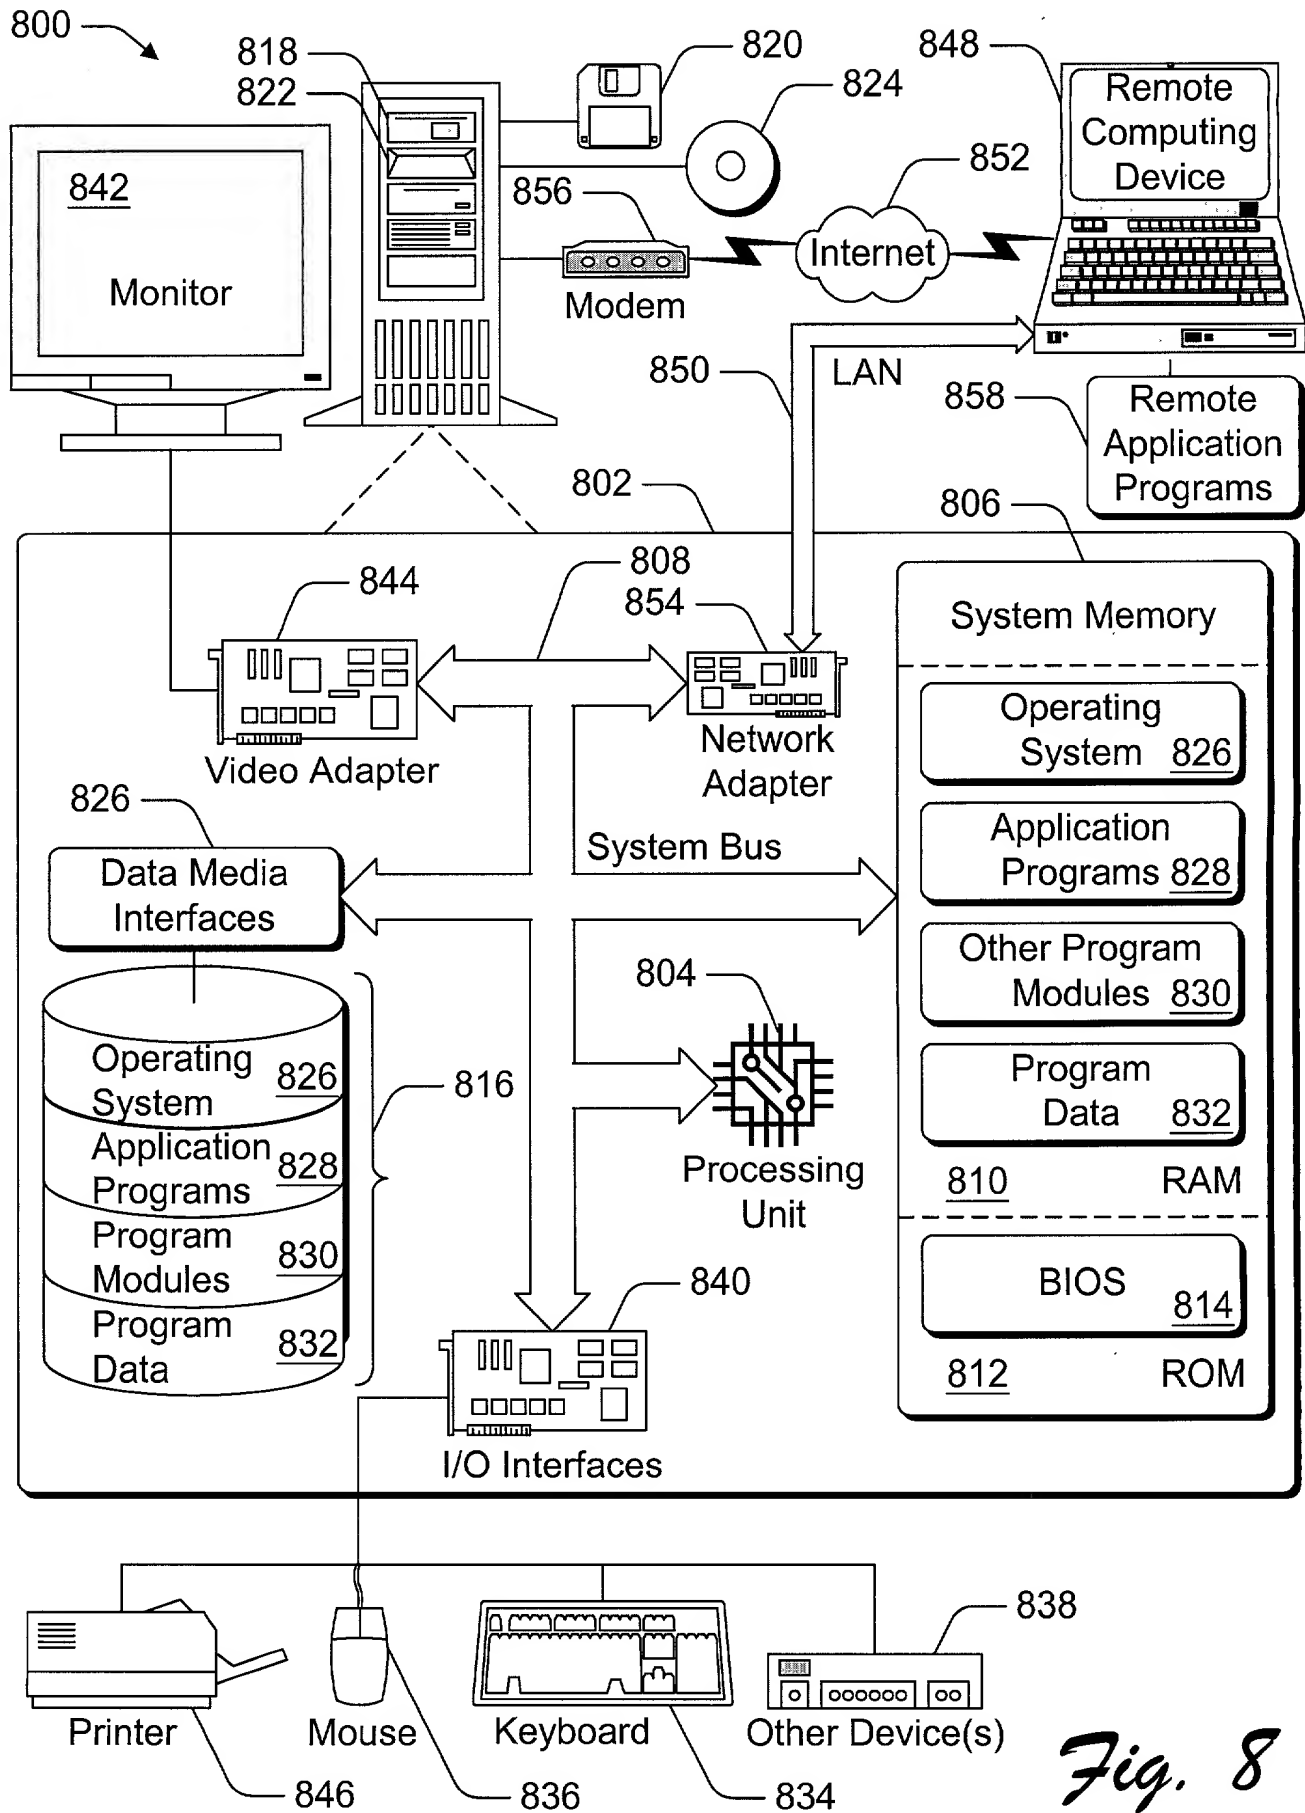 800
818
822
820
824
848
Remote
Computing
Device
842
Monitor
856
Modem
852
Internet
850
LAN
858
Remote
Application
Programs
802
806
808
844
854
System Memory
Video Adapter
Network
Adapter
Operating
System 826
826
Data Media
Interfaces
System Bus
Application
Programs 828
Other Program
Modules 830
804
Processing
Unit
Program
Data 832
810 RAM
Operating
System 826
816
Application
Programs 828
Program
Modules 830
Program
Data 832
840
I/O Interfaces
BIOS
814
812 ROM
Printer
Mouse
Keyboard
838
Other Device(s)
846
836
834
Fig. 8